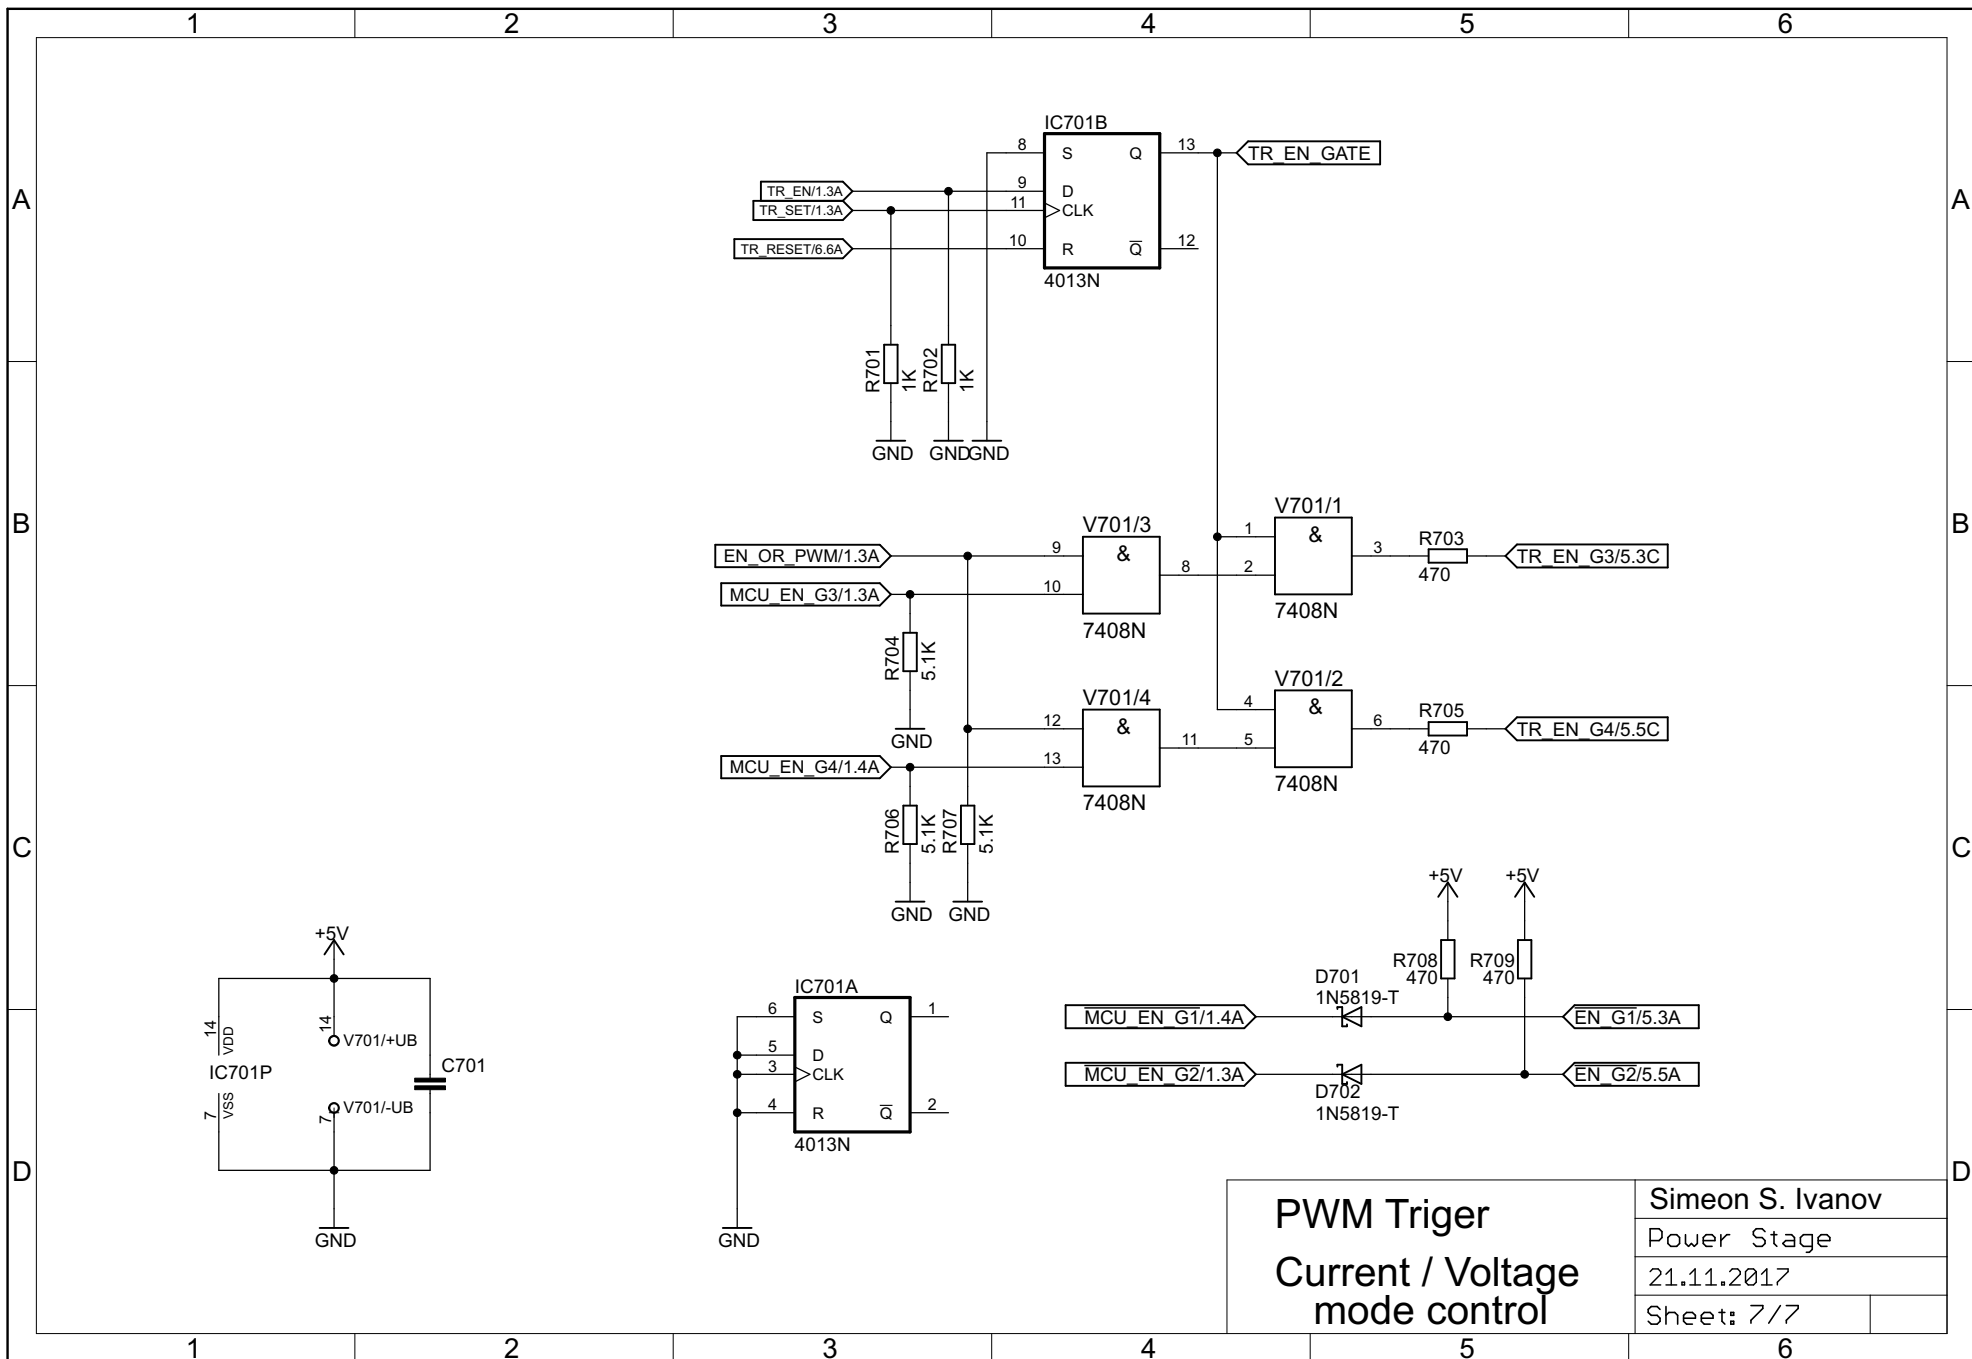 1 2 3 4 5 6
A A
B B
C C
D D
1 2 3 4 5 6
IC701B
8 S Q 13
TR_EN_GATE
TR_EN/1.3A
9 D
TR_SET/1.3A
11 CLK
TR_RESET/6.6A
10 R Q 12
4013N
R701
1K
R702
1K
GND GND GND
V701/1
V701/3
1 &
EN_OR_PWM/1.3A
9 &
3 R703
470
TR_EN_G3/5.3C
8 2
MCU_EN_G3/1.3A
10
7408N
7408N
R704
5.1K
GND
V701/2
V701/4
4 &
12 &
6 R705
470
TR_EN_G4/5.5C
11 5
MCU_EN_G4/1.4A
13
7408N
7408N
R706
5.1K
R707
5.1K
GND GND
+5V +5V
R708
470
R709
470
D701
1N5819-T
MCU_EN_G1/1.4A
EN_G1/5.3A
MCU_EN_G2/1.3A
EN_G2/5.5A
D702
1N5819-T
+5V
14
VDD
14
V701/+UB
IC701P
C701
7
VSS
V701/-UB
7
GND
IC701A
6 S Q 1
5 D
3 CLK
4 R Q 2
4013N
GND
PWM Triger
Current / Voltage
mode control
Simeon S. Ivanov
Power Stage
21.11.2017
Sheet: 7/7